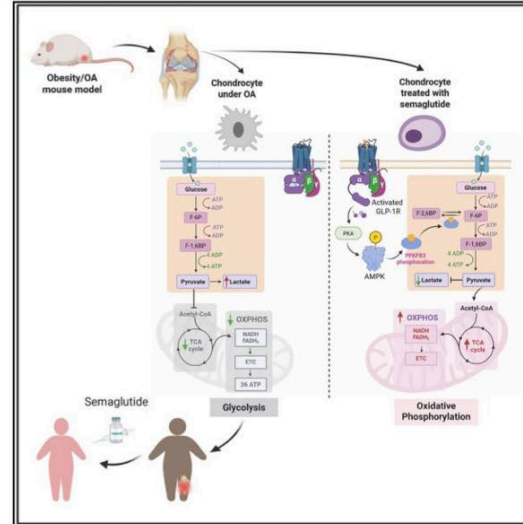 Obesity/OA
mouse model
Chondrocyte
under OA
Chondrocyte
treated with
semaglutide
Glucose
ATP
ADP
F-6P
ATP
ADP
F-1,6BP
4 ADP
4 ATP
Pyruvate
Lactate
Acetyl-CoA
TCA
cycle
OXPHOS
NADH
FADH₂
ETC
36 ATP
Glycolysis
α
β
γ
α
β
γ
Activated
GLP-1R
PKA
P
AMPK
PFKFB3
phosphorylation
F-2,6BP
Glucose
ATP
ADP
F-6P
ATP
ADP
F-1,6BP
4 ADP
4 ATP
Lactate
Pyruvate
Acetyl-CoA
OXPHOS
NADH
FADH₂
ETC
TCA
cycle
Oxidative
Phosphorylation
Semaglutide